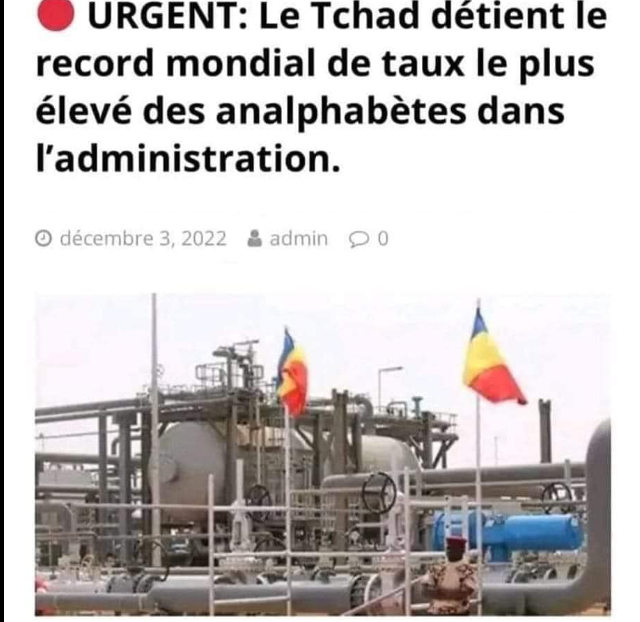 URGENT: Le Tchad détient le
record mondial de taux le plus
élevé des analphabètes dans
l'administration.
décembre 3, 2022 admin 0